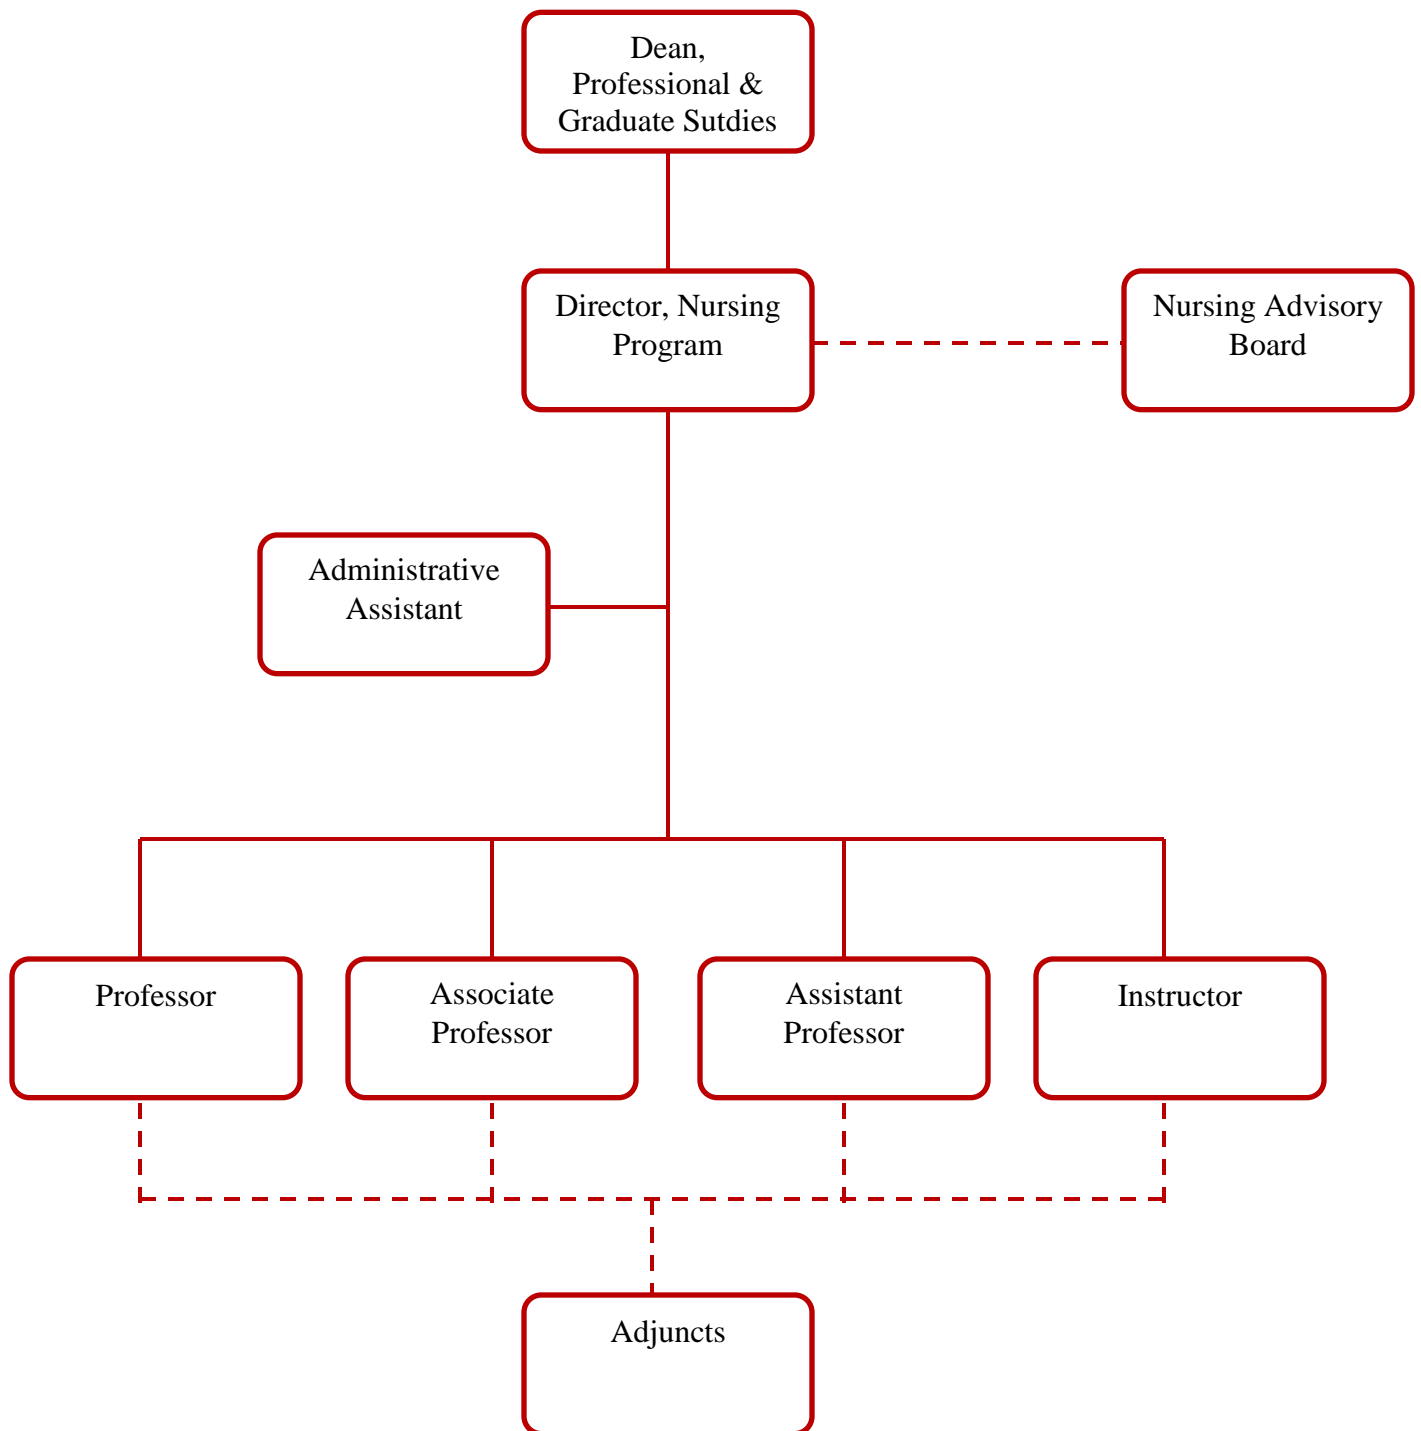 Dean,
Professional &
Graduate Sutdies
Director, Nursing
Program
Nursing Advisory
Board
Administrative
Assistant
Professor
Associate
Professor
Assistant
Professor
Instructor
Adjuncts